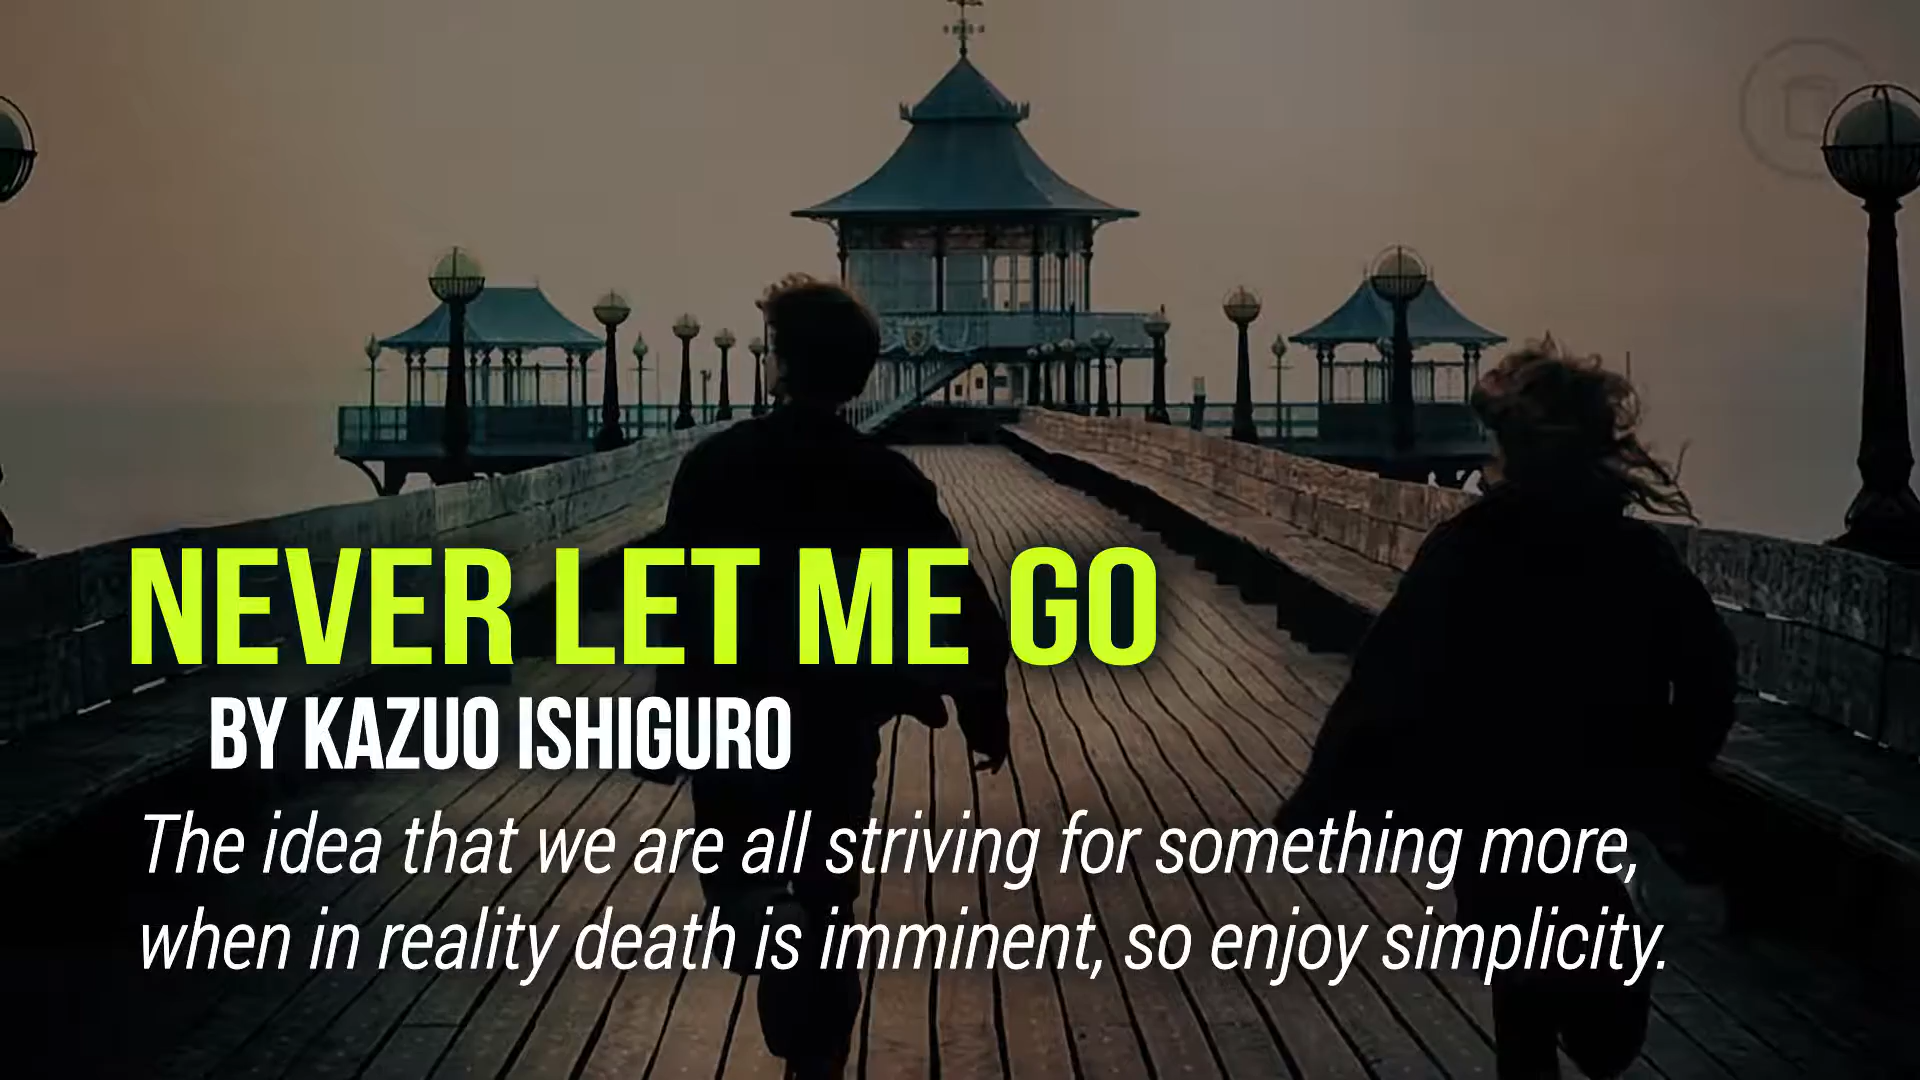 NEVER LET ME GO
BY KAZUO ISHIGURO
The idea that we are all striving for something more,
when in reality death is imminent, so enjoy simplicity.